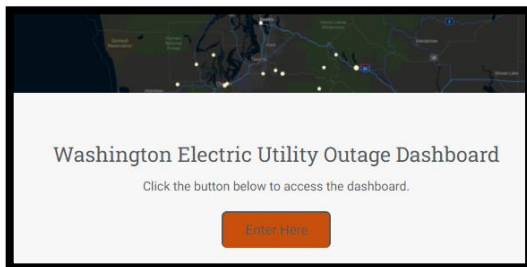 Washington Electric Utility Outage Dashboard
Click the button below to access the dashboard.
Enter Here